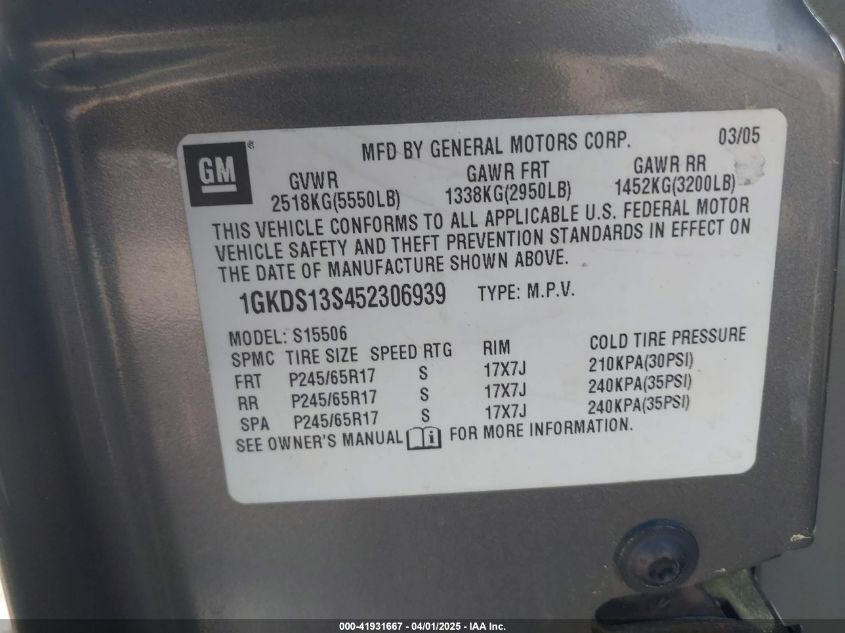 GM®
MFD BY GENERAL MOTORS CORP. 03/05
GVWR GAWR FRT GAWR RR
2518KG(5550LB) 1338KG(2950LB) 1452KG(3200LB)
THIS VEHICLE CONFORMS TO ALL APPLICABLE U.S. FEDERAL MOTOR
VEHICLE SAFETY AND THEFT PREVENTION STANDARDS IN EFFECT ON
THE DATE OF MANUFACTURE SHOWN ABOVE.
1GKDS13S452306939 TYPE: M.P.V.
MODEL: S15506
SPMC TIRE SIZE SPEED RTG RIM COLD TIRE PRESSURE
FRT P245/65R17 S 17X7J 210KPA(30PSI)
RR P245/65R17 S 17X7J 240KPA(35PSI)
SPA P245/65R17 S 17X7J 240KPA(35PSI)
SEE OWNER'S MANUAL FOR MORE INFORMATION.
000-41931667 - 04/01/2025 - IAA Inc.